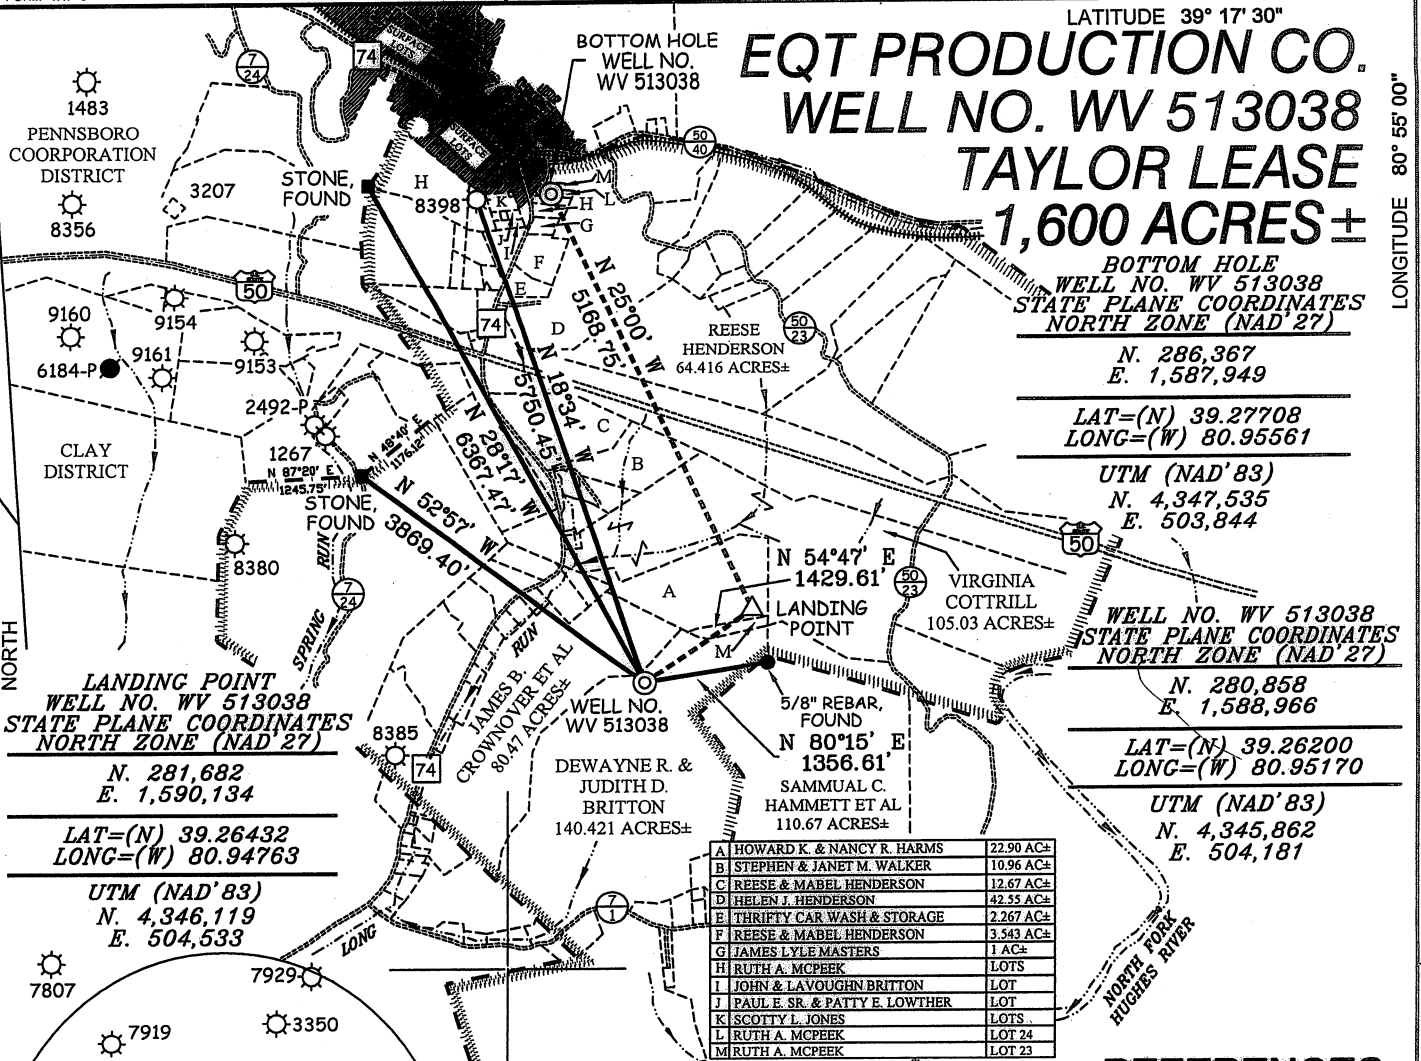 LATITUDE 39° 17' 30"
EQT PRODUCTION CO.
WELL NO. WV 513038
TAYLOR LEASE
1,600 ACRES±
LONGITUDE 80° 55' 00"
BOTTOM HOLE
WELL NO. WV 513038
STATE PLANE COORDINATES
NORTH ZONE (NAD'27)
N. 286,367
E. 1,587,949
LAT=(N) 39.27708
LONG=(W) 80.95561
UTM (NAD'83)
N. 4,347,535
E. 503,844
WELL NO. WV 513038
STATE PLANE COORDINATES
NORTH ZONE (NAD'27)
N. 280,858
E. 1,588,966
LAT=(N) 39.26200
LONG=(W) 80.95170
UTM (NAD'83)
N. 4,345,862
E. 504,181
LANDING POINT
WELL NO. WV 513038
STATE PLANE COORDINATES
NORTH ZONE (NAD'27)
N. 281,682
E. 1,590,134
LAT=(N) 39.26432
LONG=(W) 80.94763
UTM (NAD'83)
N. 4,346,119
E. 504,533
BOTTOM HOLE
WELL NO.
WV 513038
SURFACE
LOTS
SURFACE
LOTS
74
7
24
50
40
1483
PENNSBORO
COORPORATION
DISTRICT
8356
3207
STONE,
FOUND
H
8398
K
J
I
M
L
H
G
F
E
D
C
B
A
M
50
74
9160
9154
6184-P
9161
9153
2492-P
1267
CLAY
DISTRICT
N 87°20' E
1245.75'
N 48°40' E
1176.12'
STONE,
FOUND
8380
RUN
SPRING
7
24
NORTH
N 25°00' W
5168.75'
N 18°34' W
5750.45'
N 28°17' W
6367.47'
N 52°57' W
3869.40'
REESE
HENDERSON
64.416 ACRES±
50
23
50
N 54°47' E
1429.61'
LANDING
POINT
50
23
VIRGINIA
COTTRILL
105.03 ACRES±
RUN
JAMES B.
CROWNOVER ET AL
80.47 ACRES±
WELL NO.
WV 513038
5/8" REBAR,
FOUND
N 80°15' E
1356.61'
SAMMUAL C.
HAMMETT ET AL
110.67 ACRES±
8385
74
DEWAYNE R. &
JUDITH D.
BRITTON
140.421 ACRES±
7
1
LONG
7807
7929
7919
3350
NORTH FORK
HUGHES RIVER
A HOWARD K. & NANCY R. HARMS 22.90 AC±
B STEPHEN & JANET M. WALKER 10.96 AC±
C REESE & MABEL HENDERSON 12.67 AC±
D HELEN J. HENDERSON 42.55 AC±
E THRIFTY CAR WASH & STORAGE 2.267 AC±
F REESE & MABEL HENDERSON 3.543 AC±
G JAMES LYLE MASTERS 1 AC±
H RUTH A. MCPEEK LOTS
I JOHN & LAVOUGHN BRITTON LOT
J PAUL E. SR. & PATTY E. LOWTHER LOT
K SCOTTY L. JONES LOTS
L RUTH A. MCPEEK LOT 24
M RUTH A. MCPEEK LOT 23